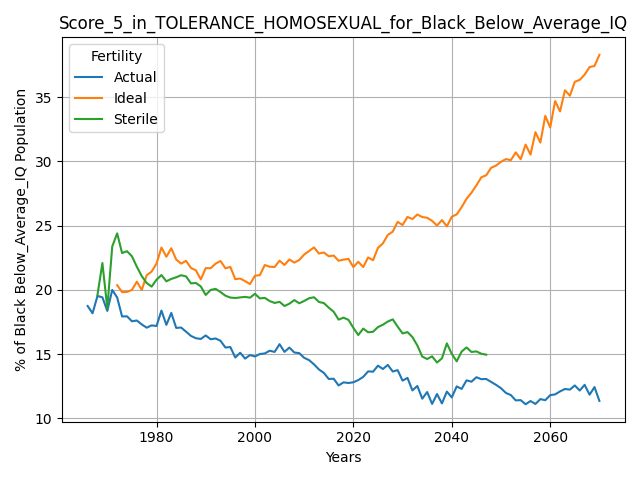 Score_5_in_TOLERANCE_HOMOSEXUAL_for_Black_Below_Average_IQ
Fertility
Actual
Ideal
Sterile
% of Black Below_Average_IQ Population
35
30
25
20
15
10
1980
2000
2020
2040
2060
Years